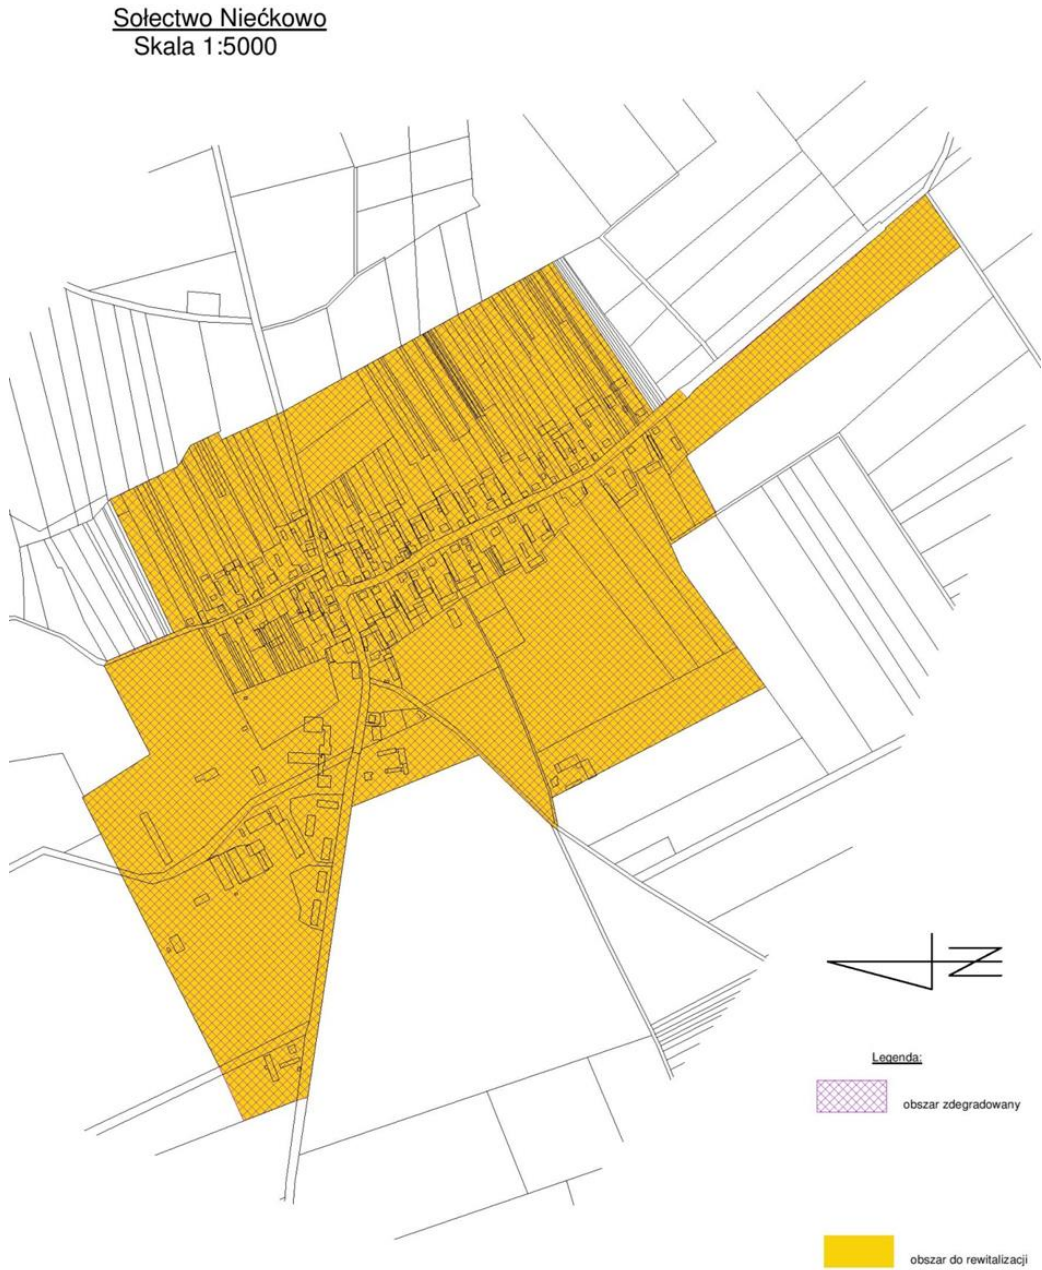 Sołectwo Niećkowo
Skala 1:5000
N
Legenda:
obszar zdegradowany
obszar do rewitalizacji